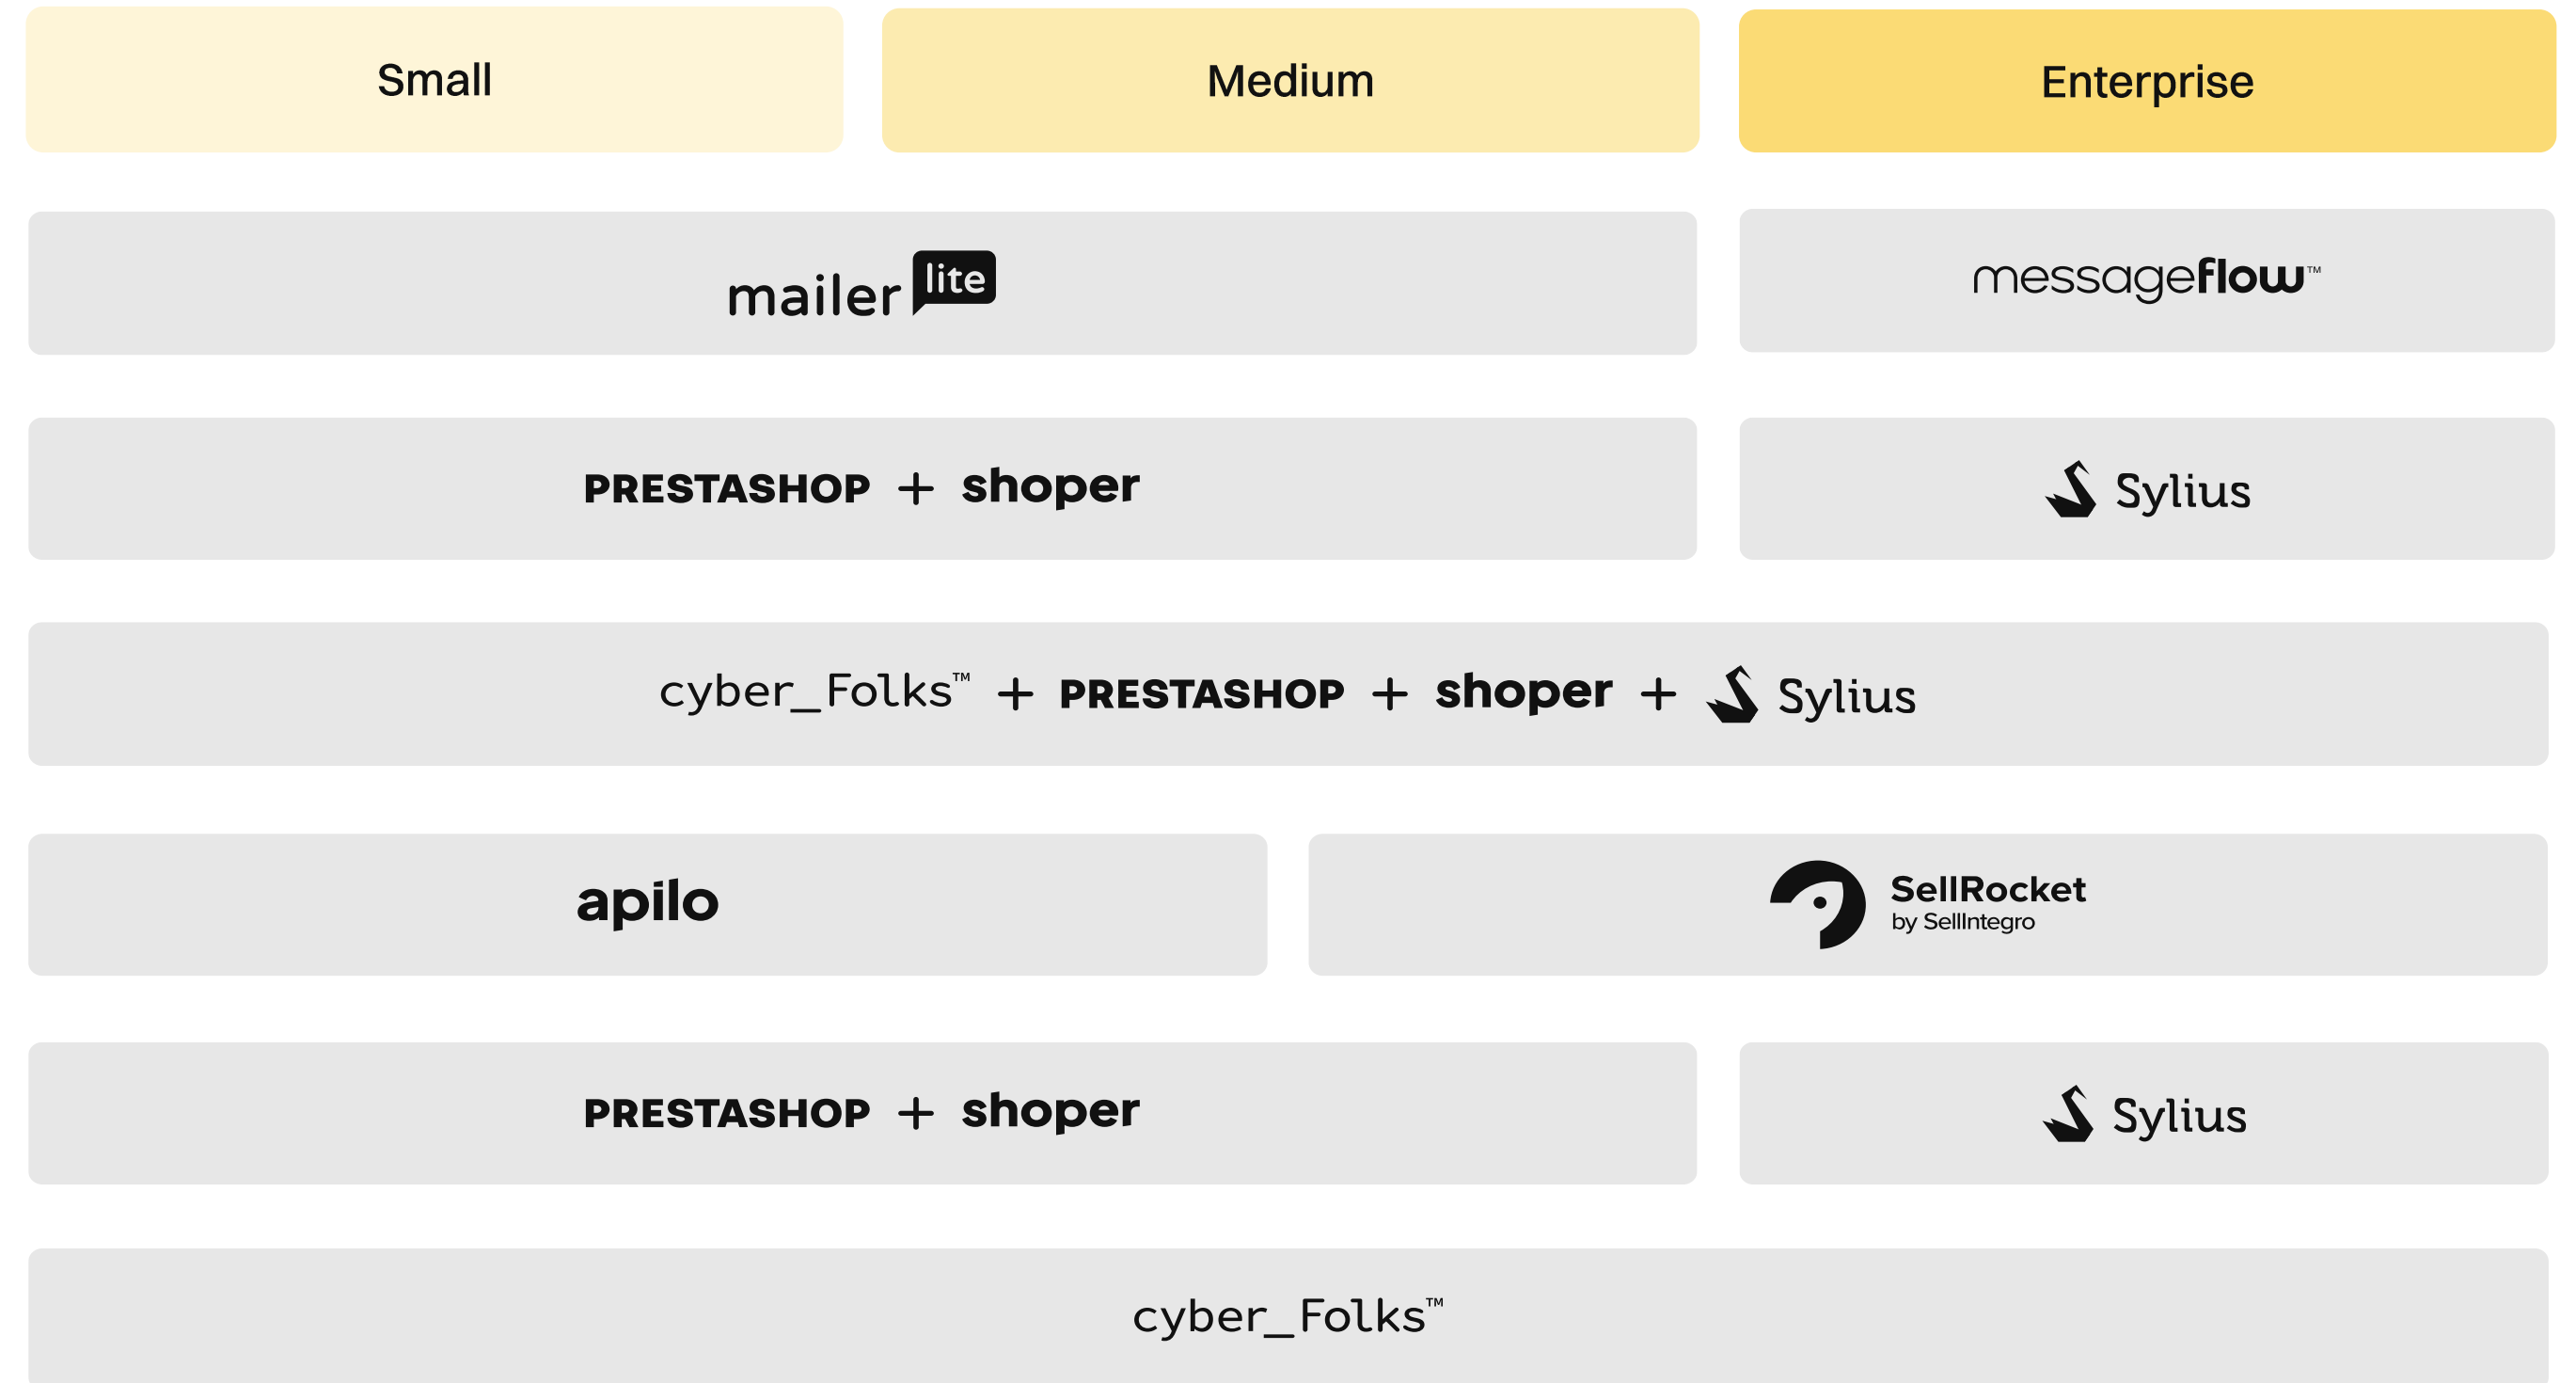 Small Medium Enterprise
mailer lite messageflow™
PRESTASHOP + shoper Sylius
cyber_Folks™ + PRESTASHOP + shoper + Sylius
apilo SellRocket
by SellIntegro
PRESTASHOP + shoper Sylius
cyber_Folks™